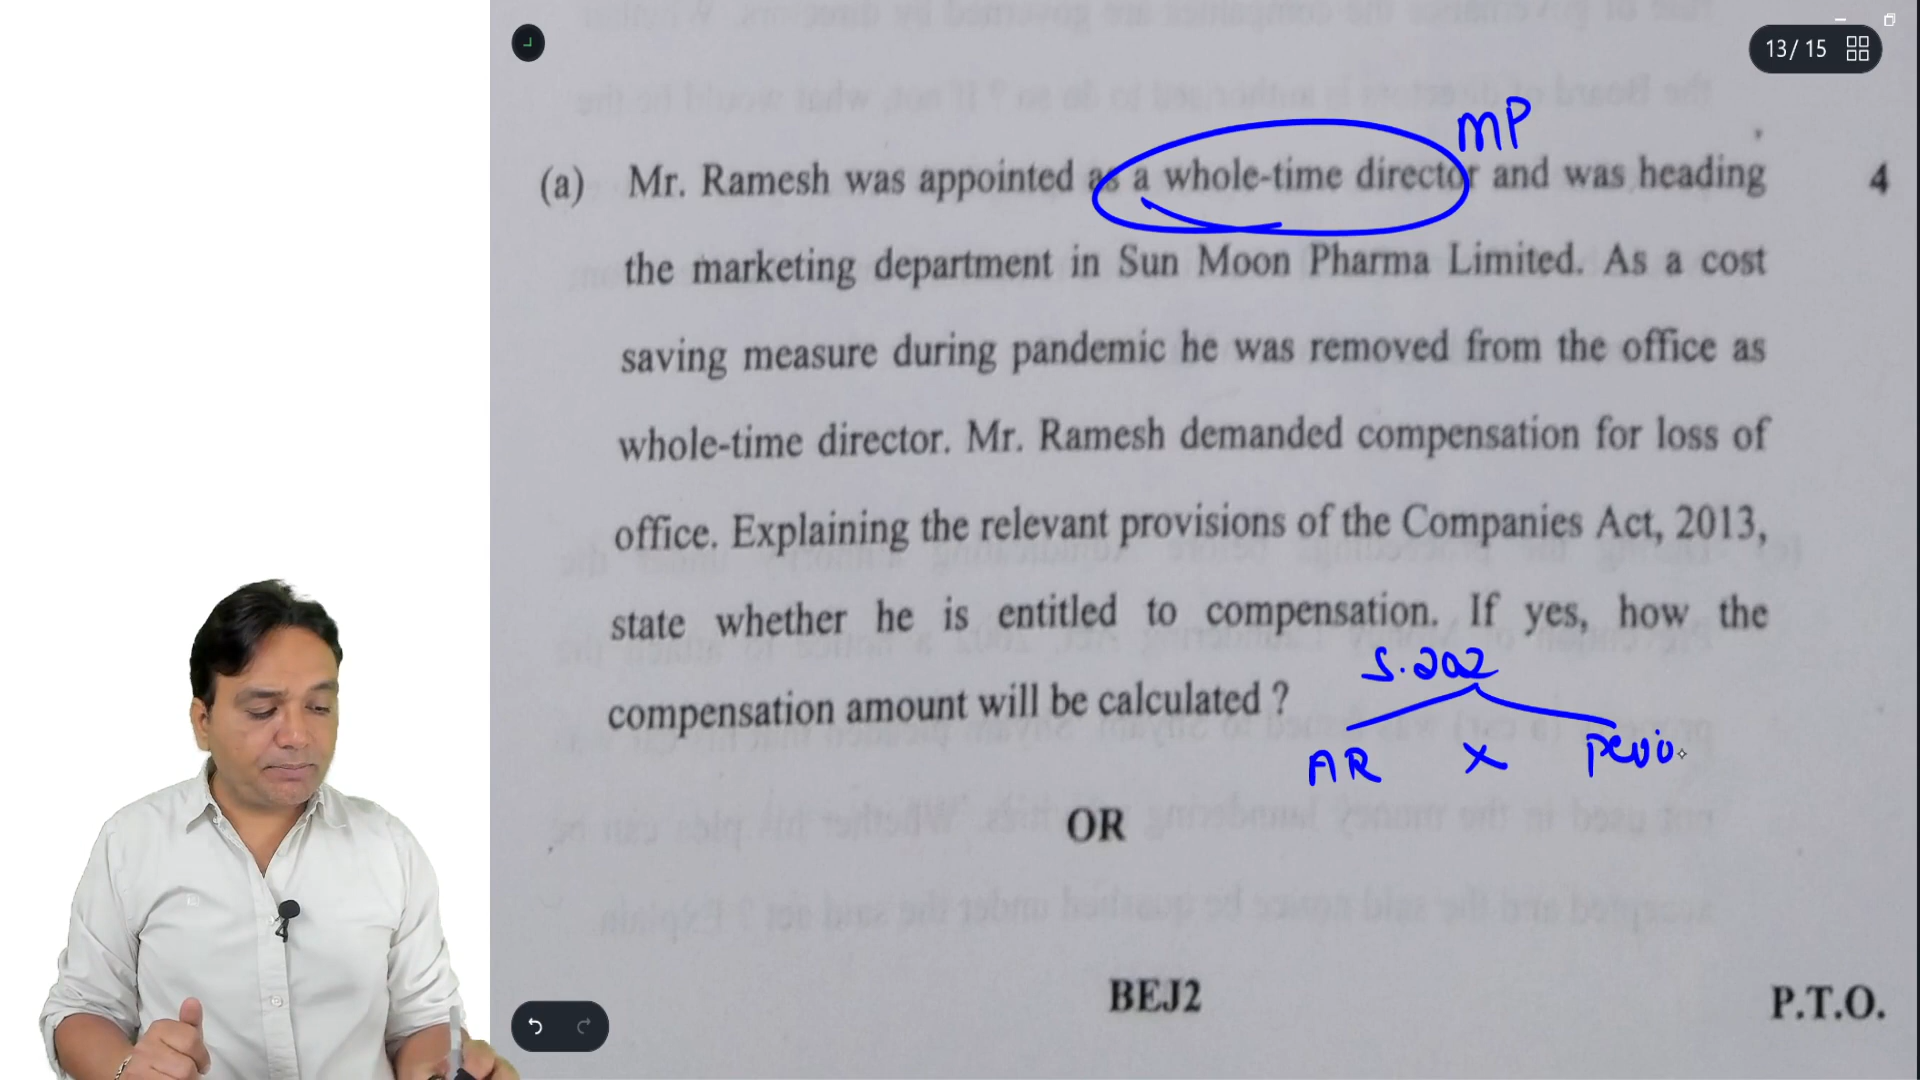 13/ 15
MP
(a) Mr. Ramesh was appointed as a whole-time director and was heading 4
the marketing department in Sun Moon Pharma Limited. As a cost
saving measure during pandemic he was removed from the office as
whole-time director. Mr. Ramesh demanded compensation for loss of
office. Explaining the relevant provisions of the Companies Act, 2013,
state whether he is entitled to compensation. If yes, how the
S.202
compensation amount will be calculated ?
AR x
OR
BEJ2
P.T.O.